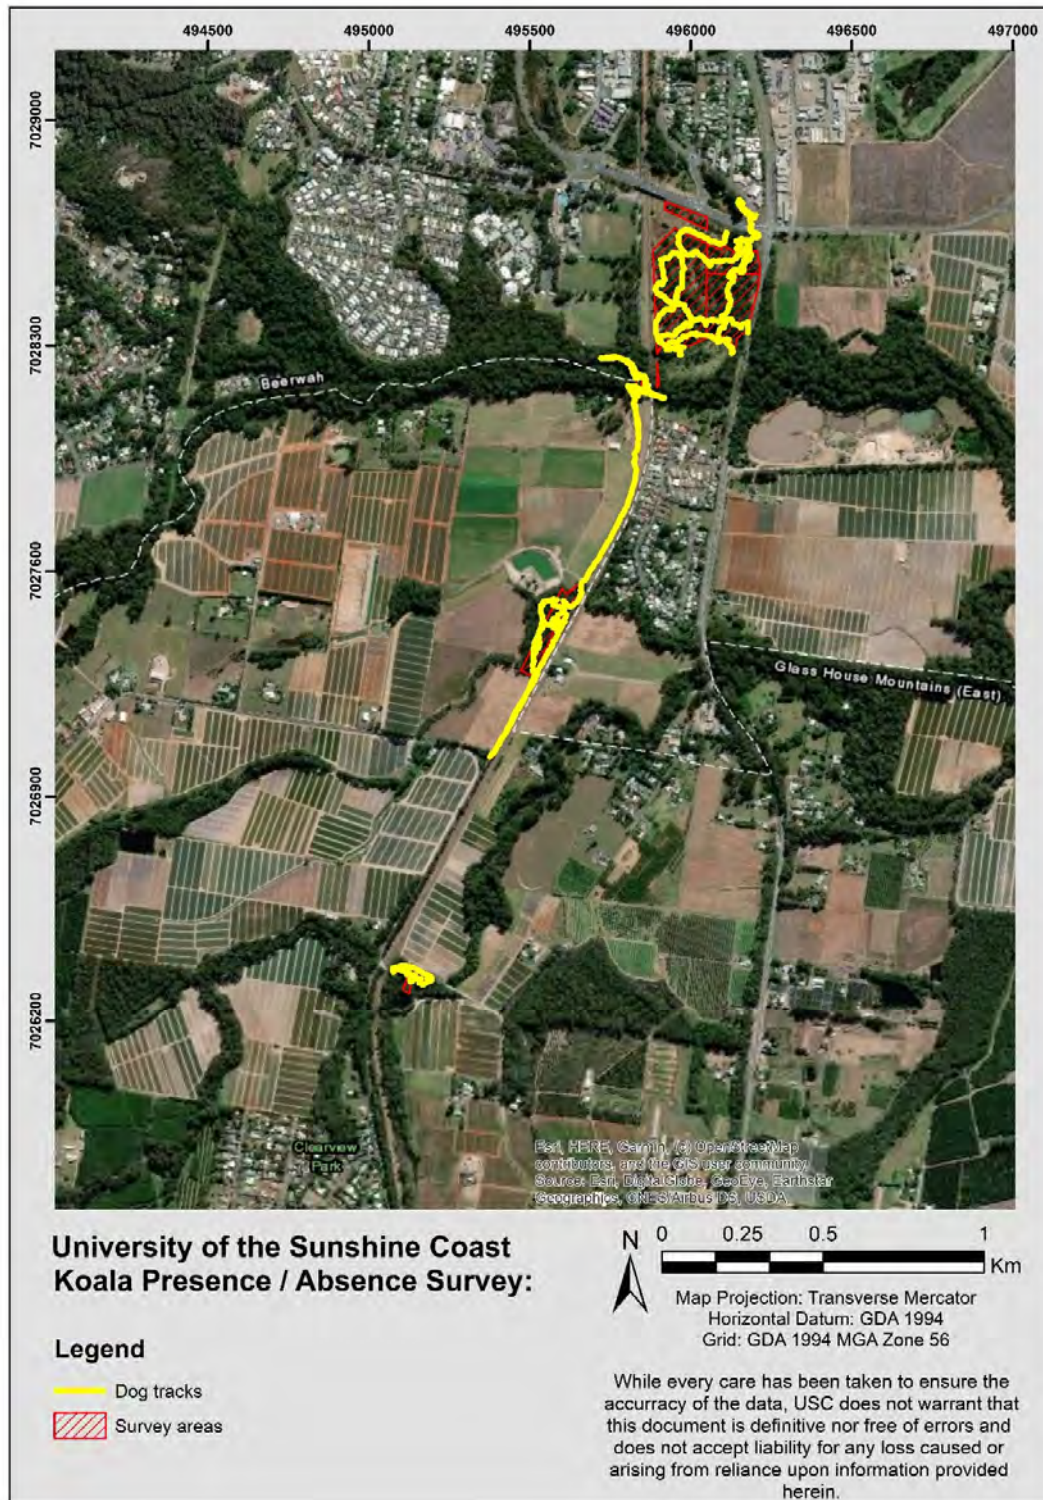 494500 495000 495500 496000 496500 497000
7029000
7028300
7027600
7026900
7026200
Beerwah
Glass House Mountains (East)
Clearview
Park
Esri, HERE, Garmin, (c) OpenStreetMap
contributors, and the GIS user community
Source: Esri, DigitalGlobe, GeoEye, Earthstar
Geographics, CNES/Airbus DS, USDA,
University of the Sunshine Coast
Koala Presence / Absence Survey:
Legend
Dog tracks
Survey areas
N
0 0.25 0.5 1
Km
Map Projection: Transverse Mercator
Horizontal Datum: GDA 1994
Grid: GDA 1994 MGA Zone 56
While every care has been taken to ensure the
accurracy of the data, USC does not warrant that
this document is definitive nor free of errors and
does not accept liability for any loss caused or
arising from reliance upon information provided
herein.